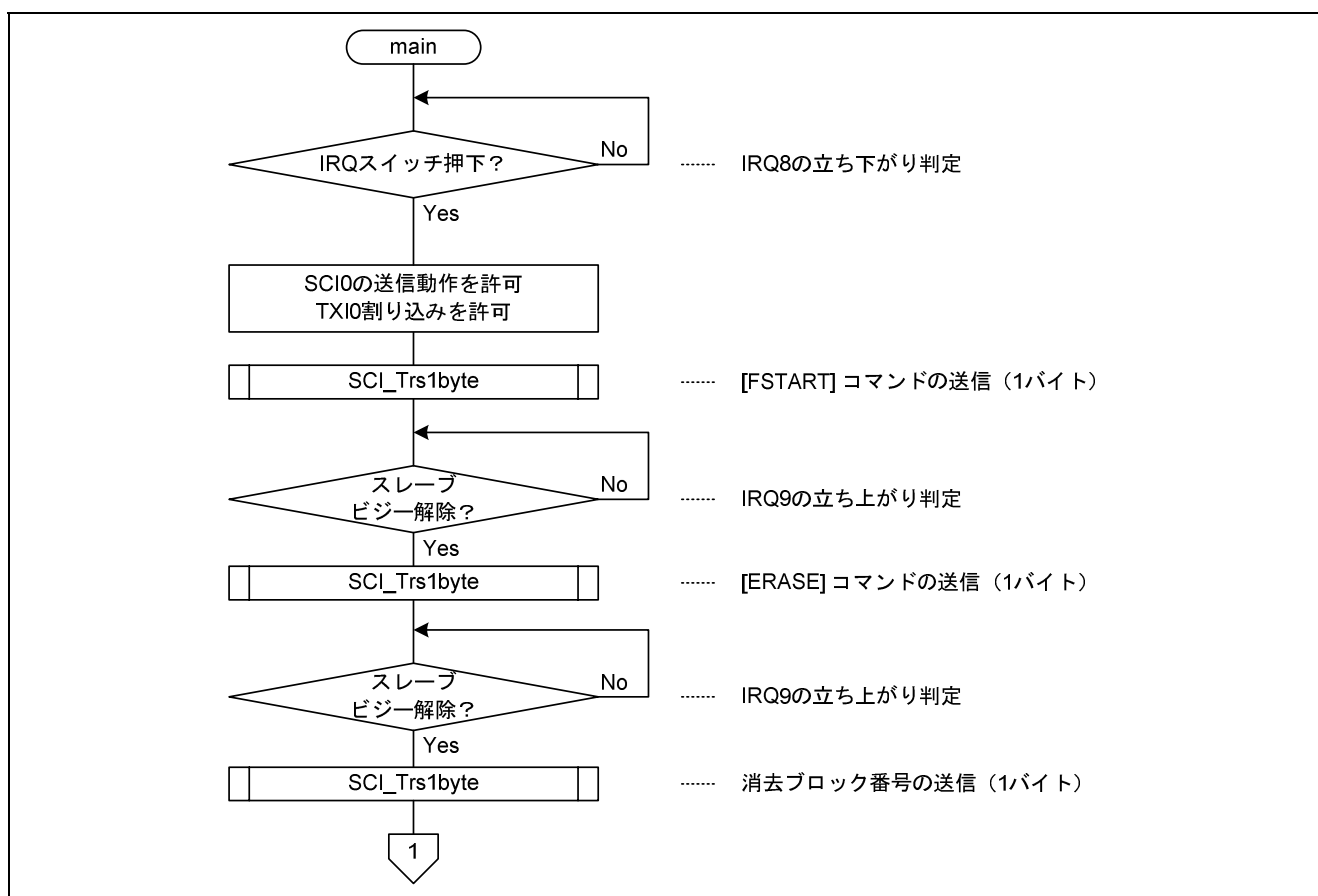 main
No
IRQスイッチ押下？
IRQ8の立ち下がり判定
Yes
SCI0の送信動作を許可
TXI0割り込みを許可
SCI_Trs1byte
[FSTART] コマンドの送信（1バイト）
No
スレーブ
ビジー解除？
IRQ9の立ち上がり判定
Yes
SCI_Trs1byte
[ERASE] コマンドの送信（1バイト）
No
スレーブ
ビジー解除？
IRQ9の立ち上がり判定
Yes
SCI_Trs1byte
消去ブロック番号の送信（1バイト）
1